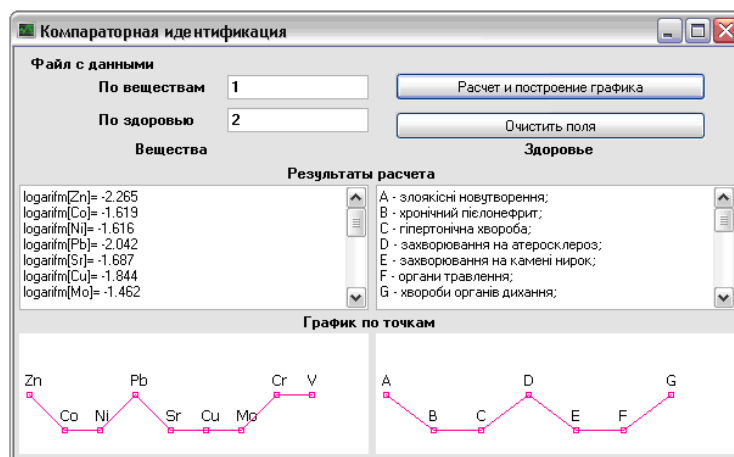 Компараторная идентификация
Файл с данными
По веществам 1
Расчет и построение графика
По здоровью 2
Очистить поля
Вещества
Здоровье
Результаты расчета
logarifm[Zn]= -2.265
logarifm[Co]= -1.619
logarifm[Ni]= -1.616
logarifm[Pb]= -2.042
logarifm[Sr]= -1.687
logarifm[Cu]= -1.844
logarifm[Mo]= -1.462
A - злоякісні новутворення;
B - хронічний пієлонефрит;
C - гіпертонічна хвороба;
D - захворювання на атеросклероз;
E - захворювання на камені нирок;
F - органи травлення;
G - хвороби органів дихання;
График по точкам
Zn Pb Cr V
Co Ni Sr Cu Mo
A D G
B C E F